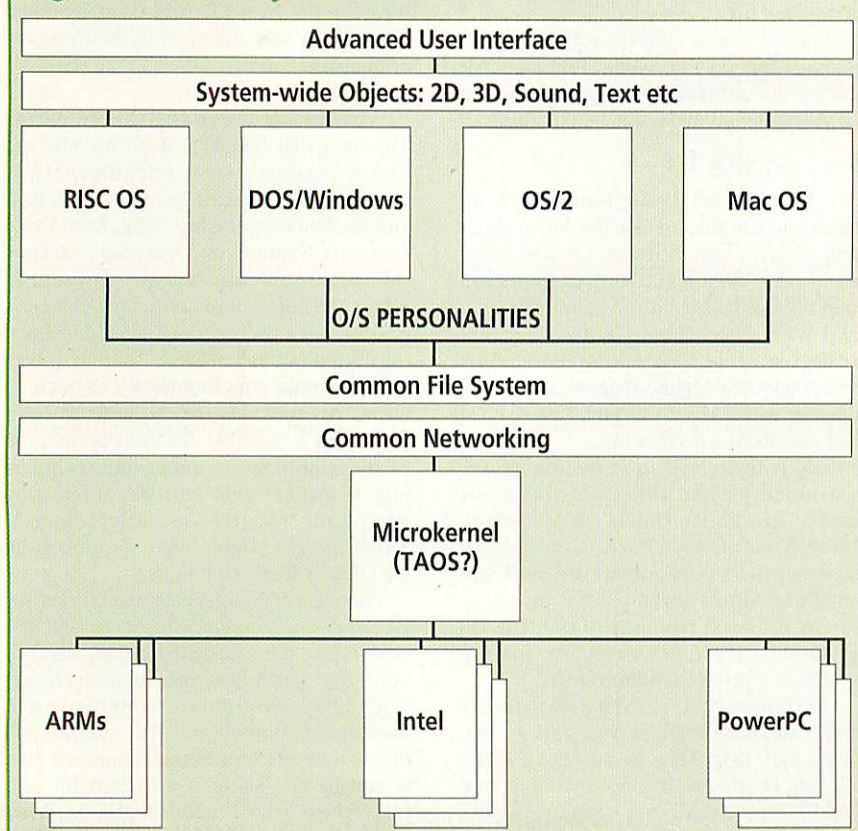 Advanced User Interface
System-wide Objects: 2D, 3D, Sound, Text etc
RISC OS
DOS/Windows
OS/2
Mac OS
O/S PERSONALITIES
Common File System
Common Networking
Microkernel
(TAOS?)
ARMs
Intel
PowerPC